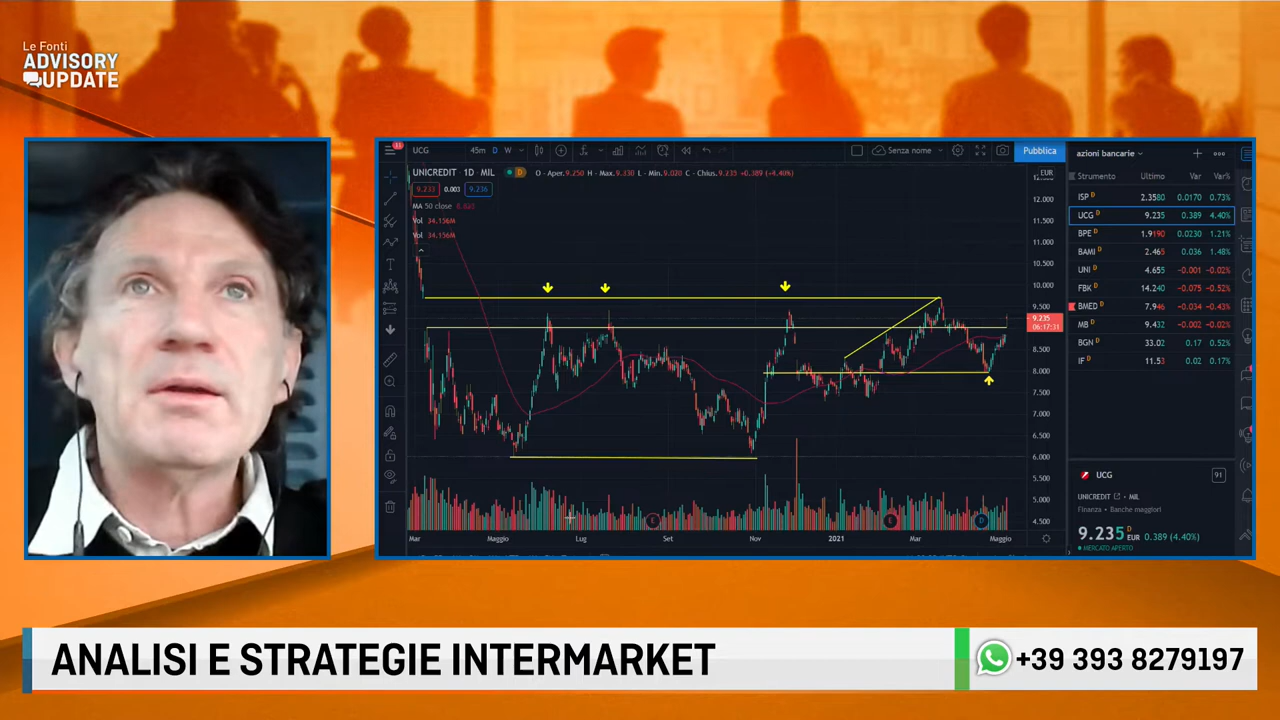 Le Fonti
ADVISORY
UPDATE
UCG
45m D W
Senza nome
Pubblica
azioni bancarie
UNICREDIT 1D MIL
D
O - Aper. 9.250 H - Max. 9.330 L - Min. 9.020 C - Chius. 9.235 +0.389 (+4.40%)
EUR
9.233 0.003 9.236
MA 50 close
Vol 34.156M
Vol 34.156M
12.000
11.500
11.000
10.500
10.000
9.500
9.235
06:17:31
8.500
8.000
7.500
7.000
6.500
6.000
5.500
5.000
4.500
E
E
D
Mar Maggio Lug Set Nov 2021 Mar Maggio
Strumento Ultimo Var Var%
ISP D 2.3580 0.0170 0.73%
UCG D 9.235 0.389 4.40%
BPE D 1.9190 0.0230 1.21%
BAMI D 2.465 0.036 1.48%
UNI D 4.655 -0.001 -0.02%
FBK D 14.240 -0.075 -0.52%
BMED D 7.946 -0.034 -0.43%
MB D 9.432 -0.002 -0.02%
BGN D 33.02 0.17 0.52%
IF D 11.53 0.02 0.17%
UCG
91
UNICREDIT MIL
Finanza • Banche maggiori
9.235 D EUR 0.389 (4.40%)
MERCATO APERTO
ANALISI E STRATEGIE INTERMARKET
+39 393 8279197